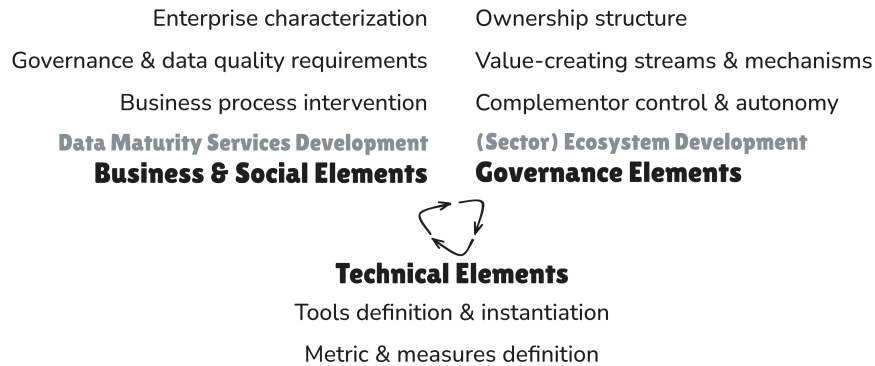 Enterprise characterization
Governance & data quality requirements
Business process intervention
Data Maturity Services Development
Business & Social Elements
Ownership structure
Value-creating streams & mechanisms
Complementor control & autonomy
(Sector) Ecosystem Development
Governance Elements
Technical Elements
Tools definition & instantiation
Metric & measures definition